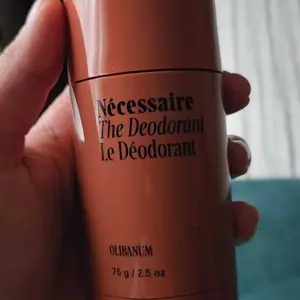 Nécessaire
The Deodorant
Le Déodorant
OLIBANUM
75 g / 2.5 oz